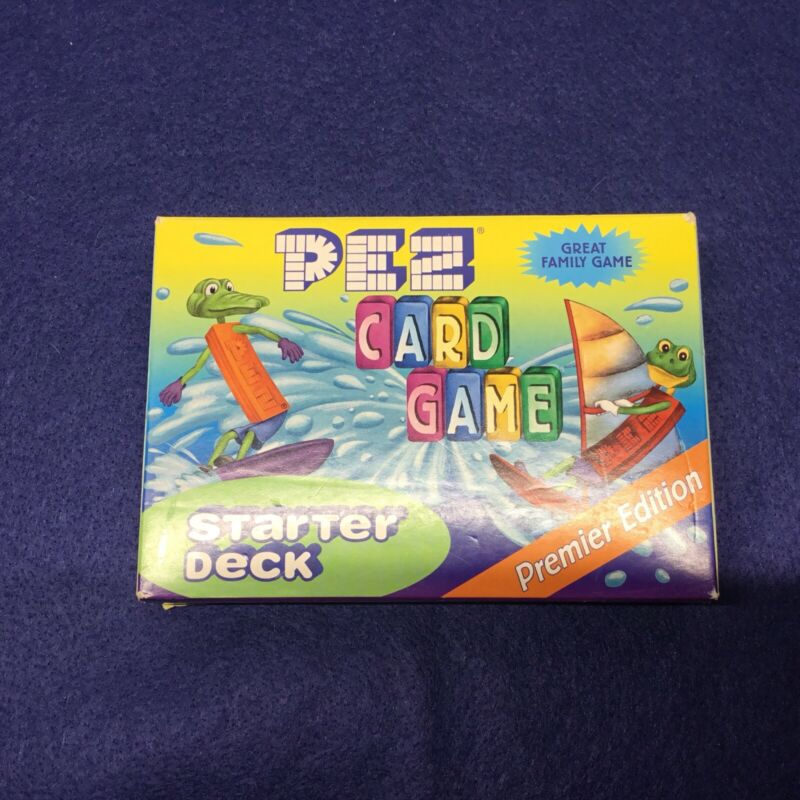 PEZ®
GREAT
FAMILY GAME
CARD
GAME
STarTer
DeCK
Premier Edition